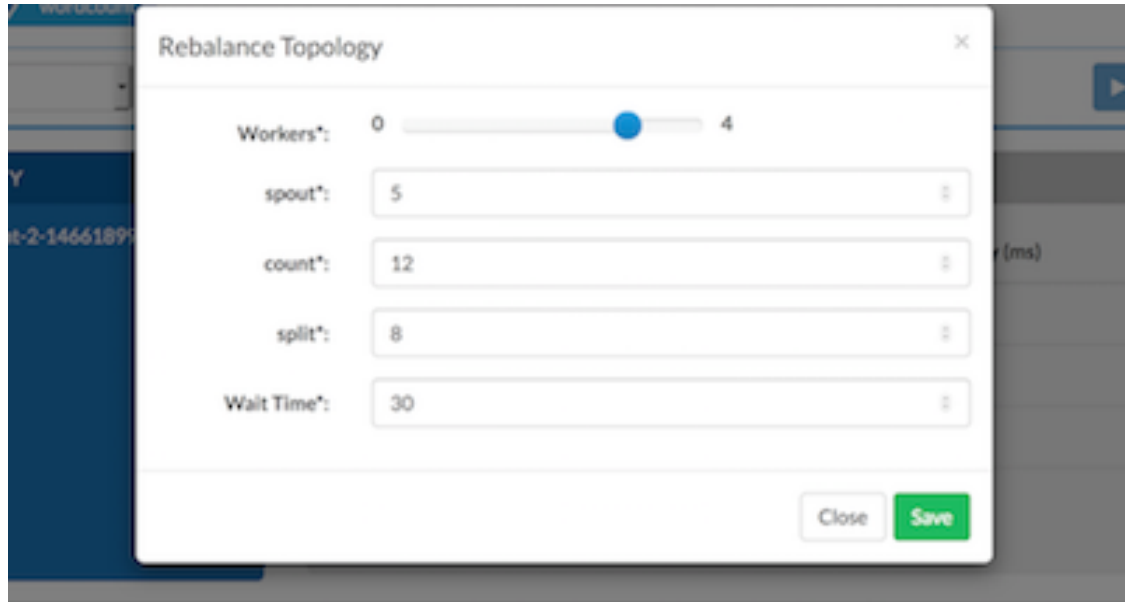 Rebalance Topology
×
Workers*: 0 4
spout*: 5
count*: 12
split*: 8
Wait Time*: 30
Close Save
Y
(ms)